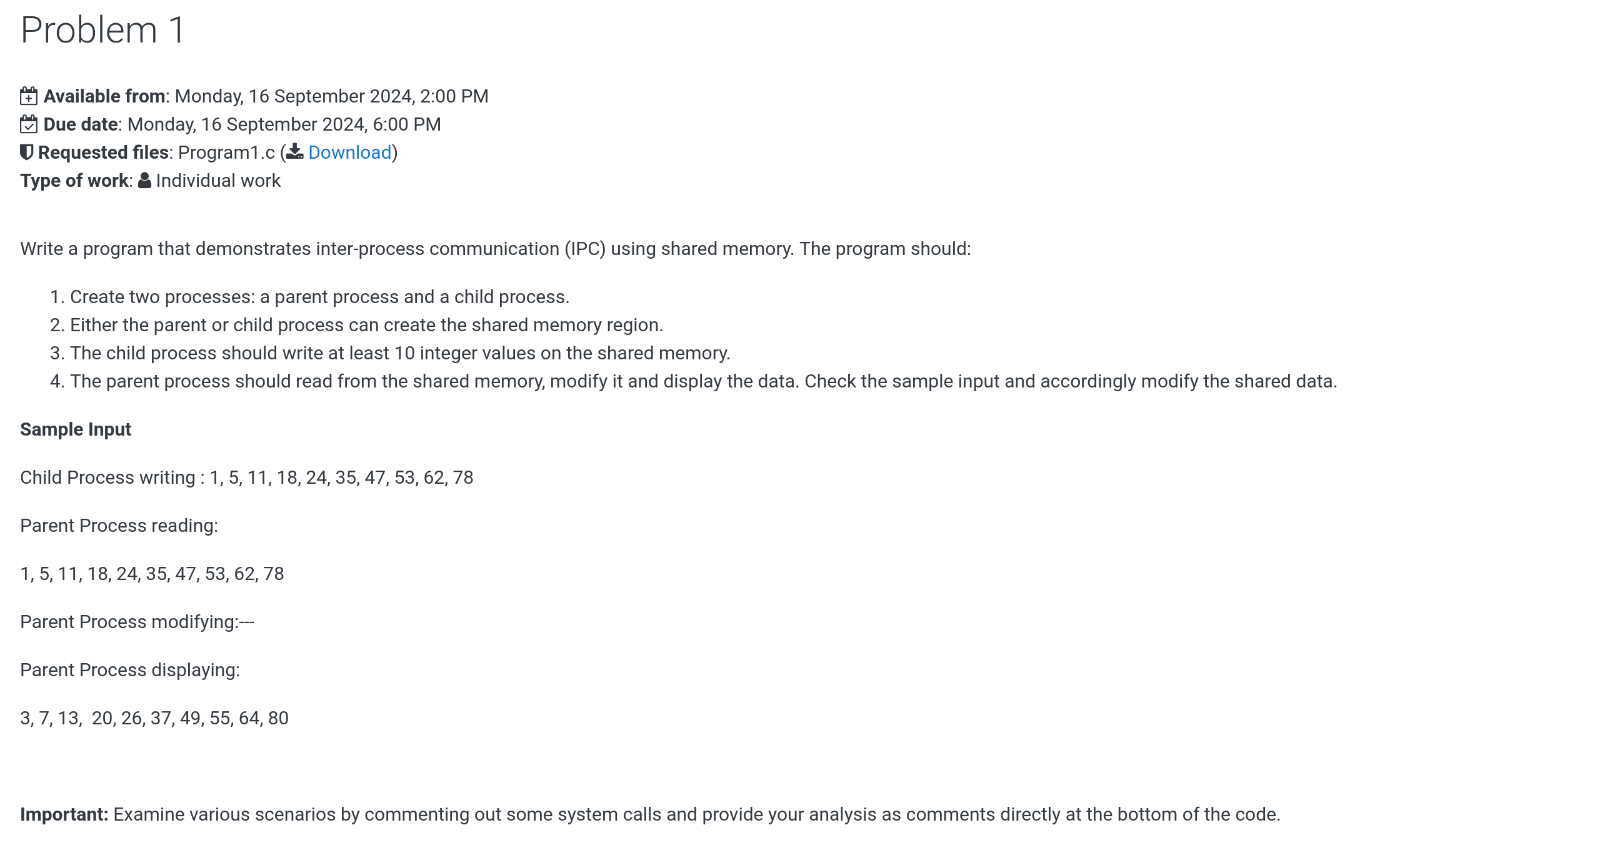 Problem 1
Available from: Monday, 16 September 2024, 2:00 PM
Due date: Monday, 16 September 2024, 6:00 PM
Requested files: Program1.c (Download)
Type of work: Individual work
Write a program that demonstrates inter-process communication (IPC) using shared memory. The program should:
1. Create two processes: a parent process and a child process.
2. Either the parent or child process can create the shared memory region.
3. The child process should write at least 10 integer values on the shared memory.
4. The parent process should read from the shared memory, modify it and display the data. Check the sample input and accordingly modify the shared data.
Sample Input
Child Process writing : 1, 5, 11, 18, 24, 35, 47, 53, 62, 78
Parent Process reading:
1, 5, 11, 18, 24, 35, 47, 53, 62, 78
Parent Process modifying:---
Parent Process displaying:
3, 7, 13,  20, 26, 37, 49, 55, 64, 80
Important: Examine various scenarios by commenting out some system calls and provide your analysis as comments directly at the bottom of the code.